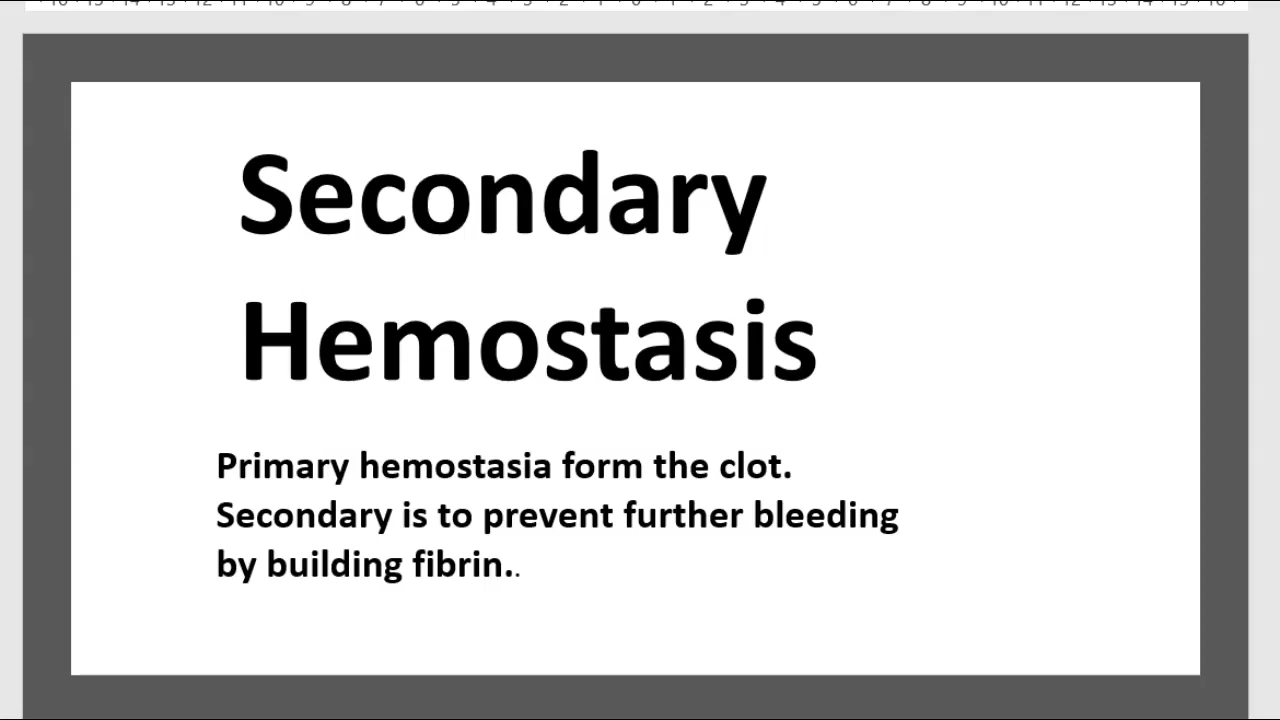 Secondary
Hemostasis
Primary hemostasia form the clot.
Secondary is to prevent further bleeding
by building fibrin..